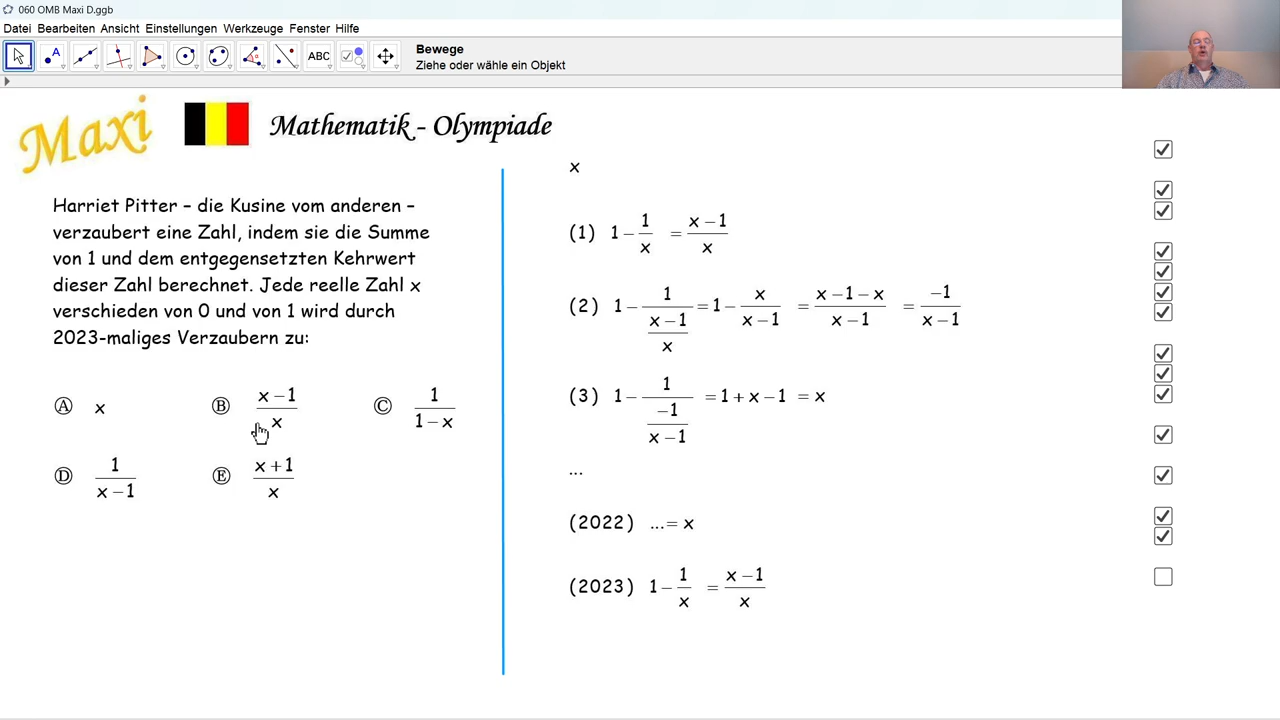 060 OMB Maxi D.ggb
Datei Bearbeiten Ansicht Einstellungen Werkzeuge Fenster Hilfe
A ABC
Bewege
Ziehe oder wähle ein Objekt
Maxi
Mathematik - Olympiade
Harriet Pitter – die Kusine vom anderen –
verzaubert eine Zahl, indem sie die Summe
von 1 und dem entgegensetzten Kehrwert
dieser Zahl berechnet. Jede reelle Zahl x
verschieden von 0 und von 1 wird durch
2023-maliges Verzaubern zu:
Ⓐ x Ⓑ (x−1)/x Ⓒ 1/(1−x)
Ⓓ 1/(x−1) Ⓔ (x+1)/x
x
(1) 1 − 1/x = (x−1)/x
(2) 1 − 1/((x−1)/x) = 1 − x/(x−1) = (x−1−x)/(x−1) = −1/(x−1)
(3) 1 − 1/(−1/(x−1)) = 1 + x − 1 = x
...
(2022) ...= x
(2023) 1 − 1/x = (x−1)/x